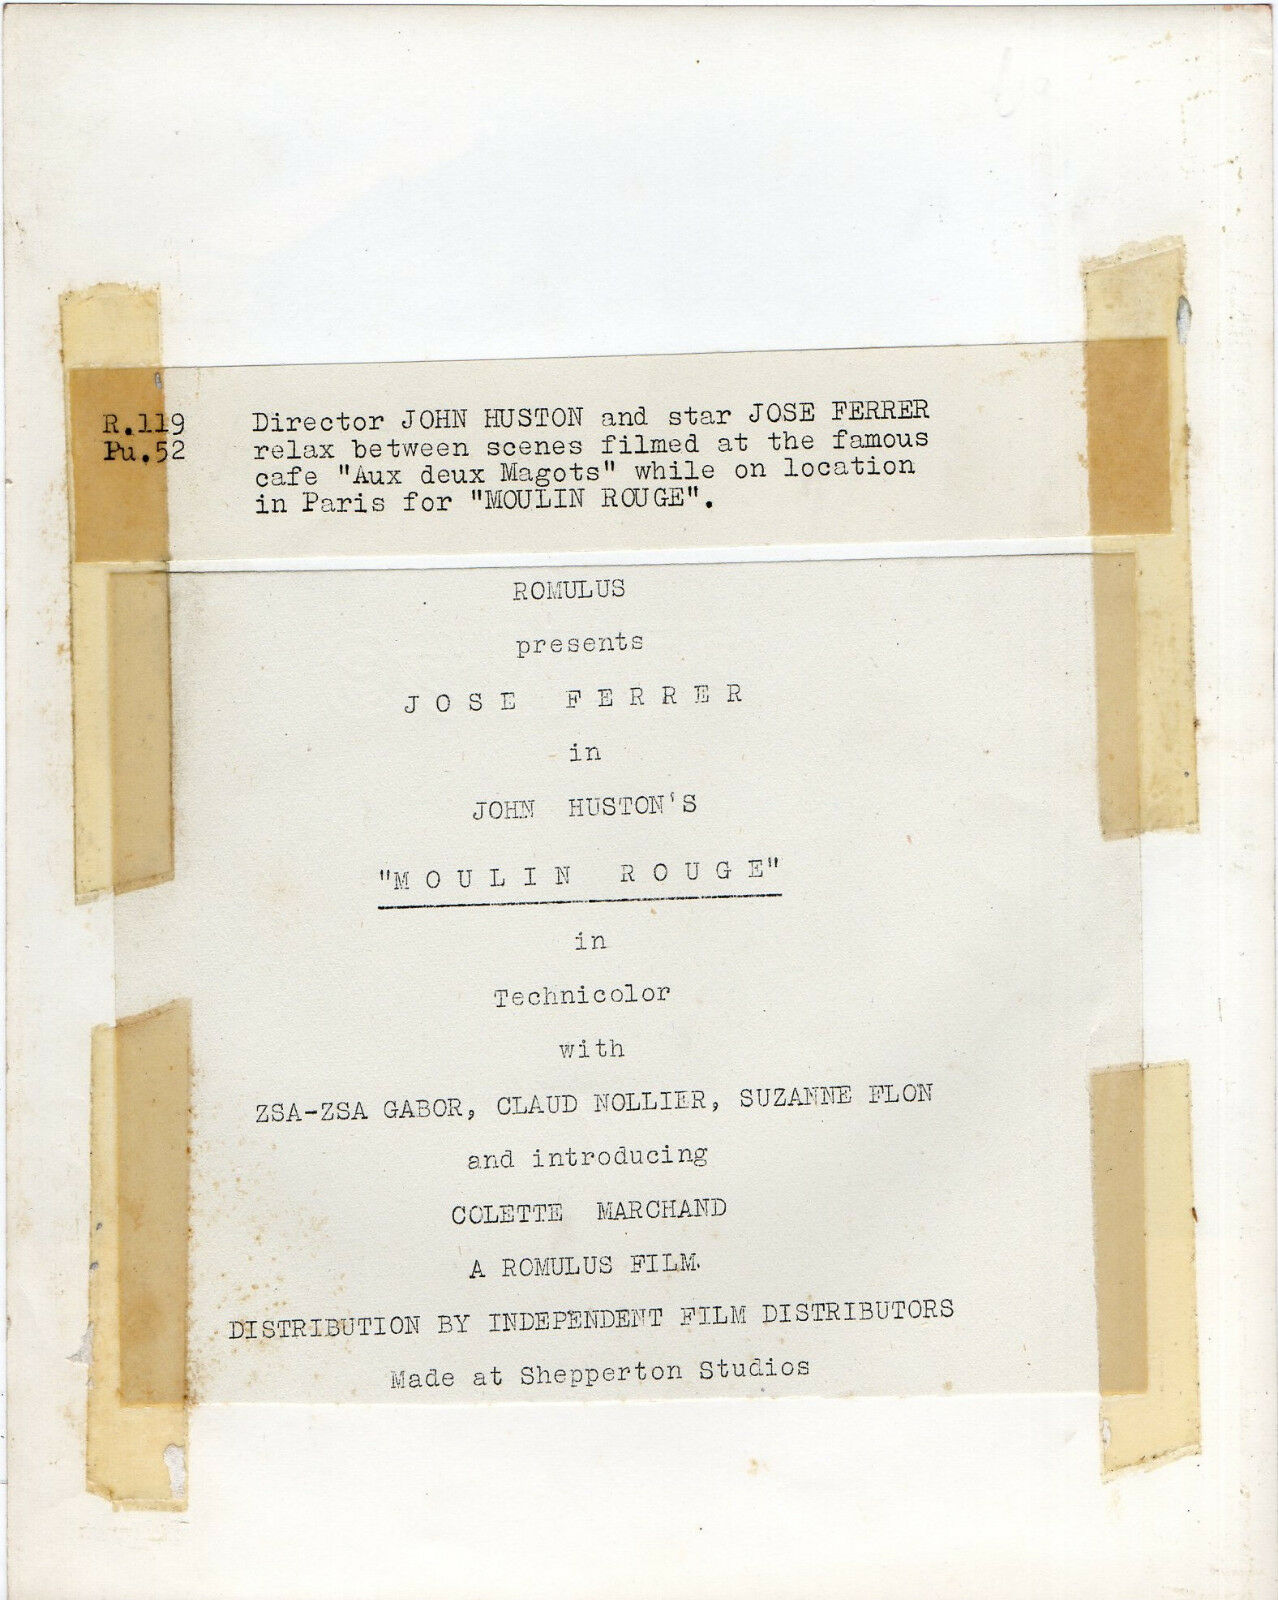 R.119 Director JOHN HUSTON and star JOSE FERRER
Pu.52 relax between scenes filmed at the famous
cafe "Aux deux Magots" while on location
in Paris for "MOULIN ROUGE".
ROMULUS
presents
J O S E  F E R R E R
in
JOHN HUSTON'S
"M O U L I N  R O U G E"
in
Technicolor
with
ZSA-ZSA GABOR, CLAUD NOLLIER, SUZANNE FLON
and introducing
COLETTE MARCHAND
A ROMULUS FILM.
DISTRIBUTION BY INDEPENDENT FILM DISTRIBUTORS
Made at Shepperton Studios